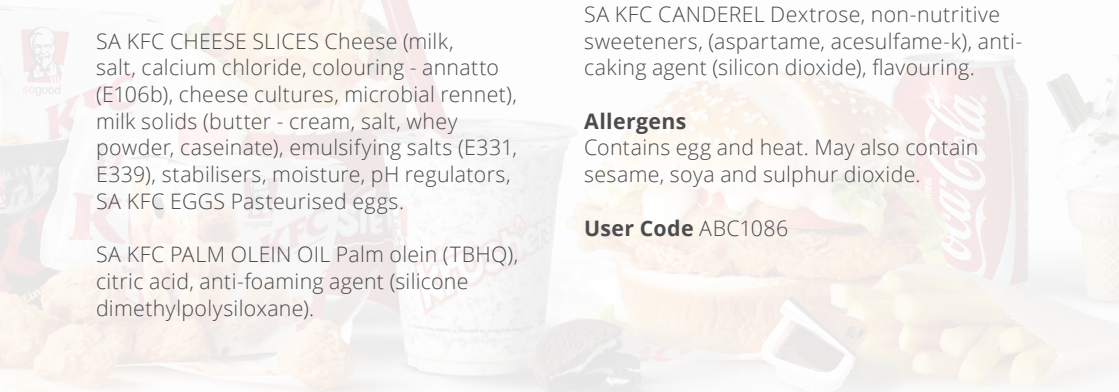 SA KFC CHEESE SLICES Cheese (milk,
salt, calcium chloride, colouring - annatto
(E106b), cheese cultures, microbial rennet),
milk solids (butter - cream, salt, whey
powder, caseinate), emulsifying salts (E331,
E339), stabilisers, moisture, pH regulators,
SA KFC EGGS Pasteurised eggs.
SA KFC PALM OLEIN OIL Palm olein (TBHQ),
citric acid, anti-foaming agent (silicone
dimethylpolysiloxane).
SA KFC CANDEREL Dextrose, non-nutritive
sweeteners, (aspartame, acesulfame-k), anti-
caking agent (silicon dioxide), flavouring.
Allergens
Contains egg and heat. May also contain
sesame, soya and sulphur dioxide.
User Code ABC1086
sogood
KFC
Coca-Cola